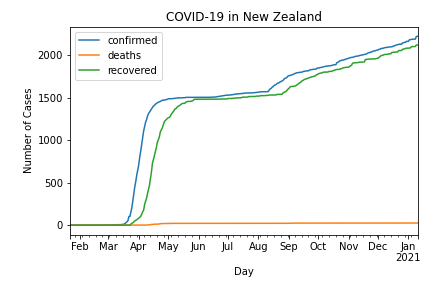 COVID-19 in New Zealand
confirmed
deaths
recovered
Number of Cases
2000
1500
1000
500
0
Feb Mar Apr May Jun Jul Aug Sep Oct Nov Dec Jan
2021
Day